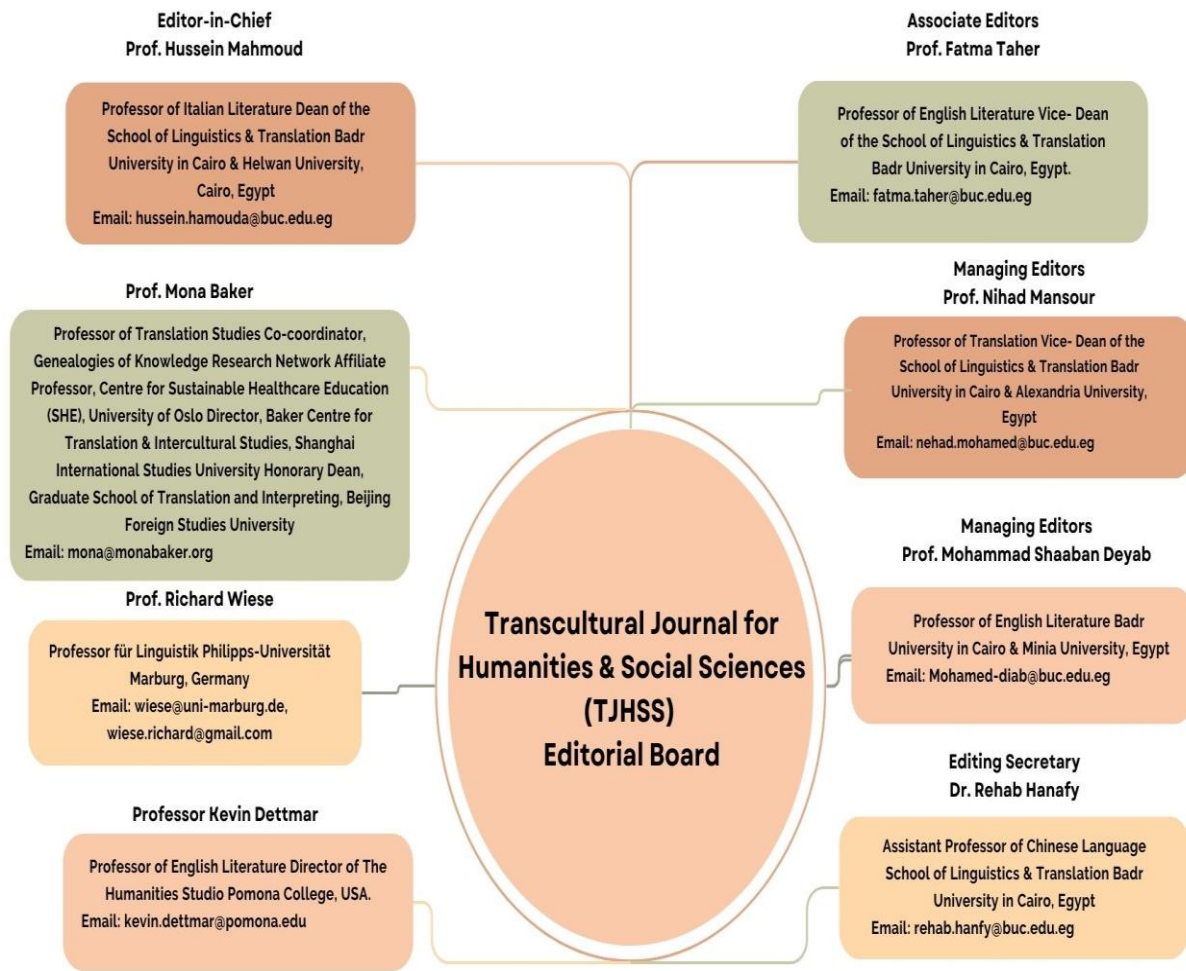 Editor-in-Chief
Prof. Hussein Mahmoud
Professor of Italian Literature Dean of the
School of Linguistics & Translation Badr
University in Cairo & Helwan University,
Cairo, Egypt
Email: hussein.hamouda@buc.edu.eg
Associate Editors
Prof. Fatma Taher
Professor of English Literature Vice- Dean
of the School of Linguistics & Translation
Badr University in Cairo, Egypt.
Email: fatma.taher@buc.edu.eg
Prof. Mona Baker
Professor of Translation Studies Co-coordinator,
Genealogies of Knowledge Research Network Affiliate
Professor, Centre for Sustainable Healthcare Education
(SHE), University of Oslo Director, Baker Centre for
Translation & Intercultural Studies, Shanghai
International Studies University Honorary Dean,
Graduate School of Translation and Interpreting, Beijing
Foreign Studies University
Email: mona@monabaker.org
Managing Editors
Prof. Nihad Mansour
Professor of Translation Vice- Dean of the
School of Linguistics & Translation Badr
University in Cairo & Alexandria University,
Egypt
Email: nehad.mohamed@buc.edu.eg
Managing Editors
Prof. Mohammad Shaaban Deyab
Professor of English Literature Badr
University in Cairo & Minia University, Egypt
Email: Mohamed-diab@buc.edu.eg
Prof. Richard Wiese
Professor für Linguistik Philipps-Universität
Marburg, Germany
Email: wiese@uni-marburg.de,
wiese.richard@gmail.com
Transcultural Journal for
Humanities & Social Sciences
(TJHSS)
Editorial Board
Professor Kevin Dettmar
Professor of English Literature Director of The
Humanities Studio Pomona College, USA.
Email: kevin.dettmar@pomona.edu
Editing Secretary
Dr. Rehab Hanafy
Assistant Professor of Chinese Language
School of Linguistics & Translation Badr
University in Cairo, Egypt
Email: rehab.hanfy@buc.edu.eg